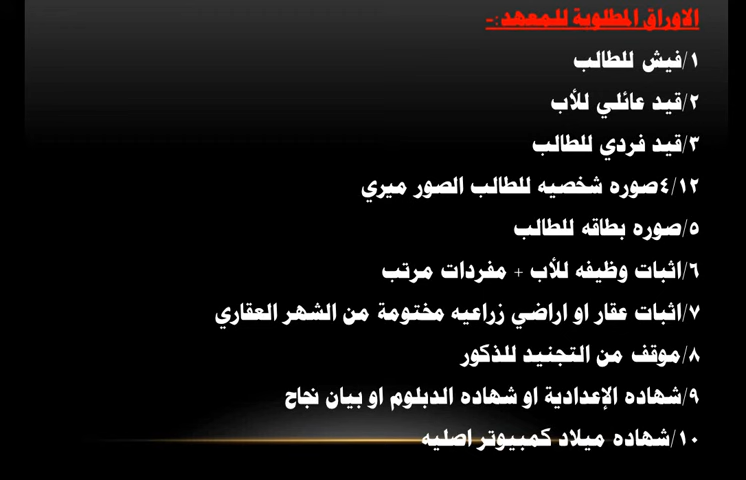 الاوراق المطلوبة للمعهد:-
١/فيش للطالب
٢/قيد عائلي للأب
٣/قيد فردي للطالب
٤/١٢صوره شخصيه للطالب الصور ميري
٥/صوره بطاقه للطالب
٦/اثبات وظيفه للأب + مفردات مرتب
٧/اثبات عقار او اراضي زراعيه مختومة من الشهر العقاري
٨/موقف من التجنيد للذكور
٩/شهاده الإعدادية او شهاده الدبلوم او بيان نجاح
١٠/شهاده ميلاد كمبيوتر اصليه